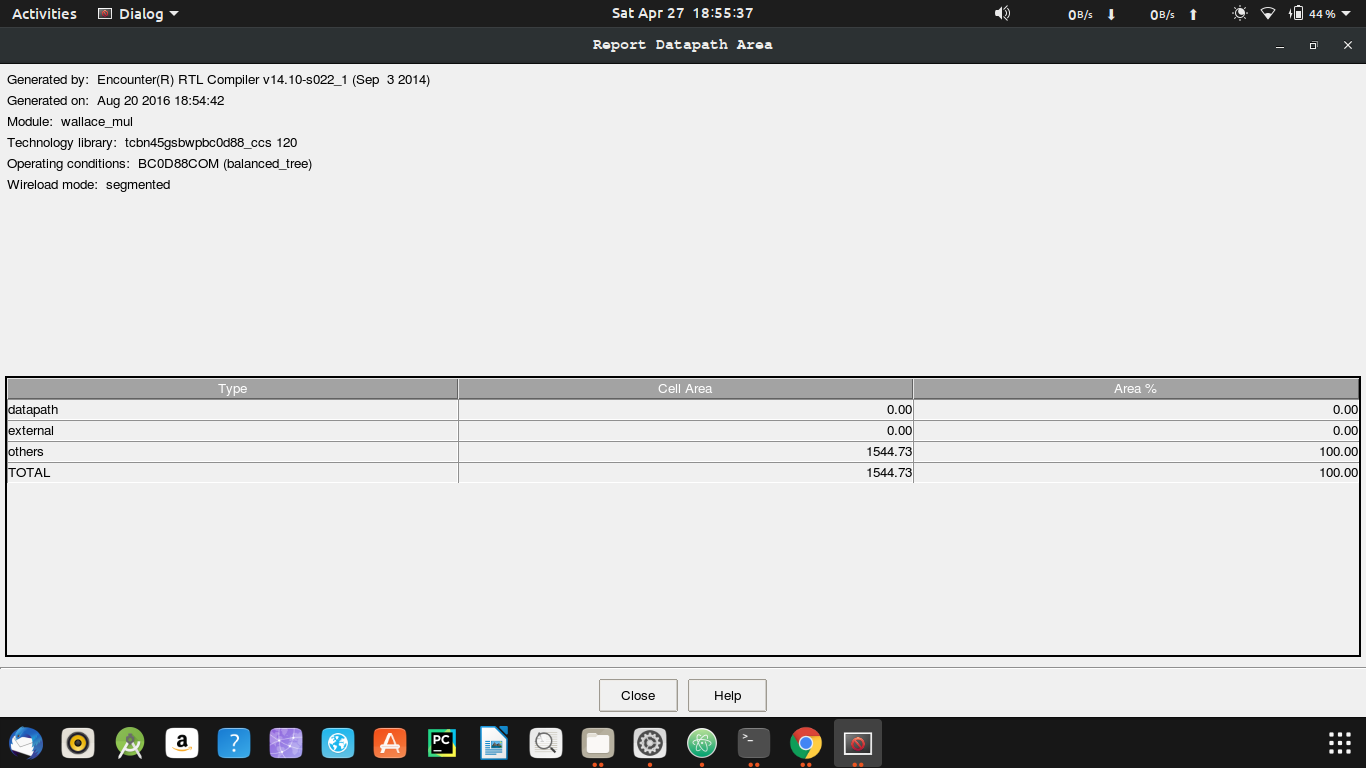 Activities Dialog Sat Apr 27 18:55:37 0B/s 0B/s 44%
Report Datapath Area
Generated by: Encounter(R) RTL Compiler v14.10-s022_1 (Sep 3 2014)
Generated on: Aug 20 2016 18:54:42
Module: wallace_mul
Technology library: tcbn45gsbwpbc0d88_ccs 120
Operating conditions: BC0D88COM (balanced_tree)
Wireload mode: segmented
Type Cell Area Area %
datapath 0.00 0.00
external 0.00 0.00
others 1544.73 100.00
TOTAL 1544.73 100.00
Close Help
a ? A PC >_